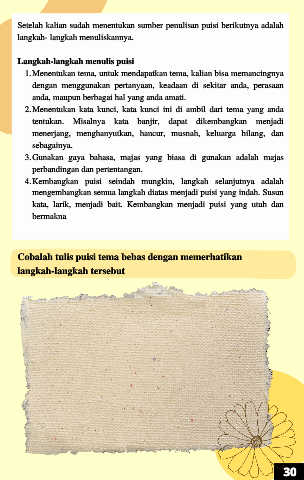 Setelah kalian sudah menentukan sumber penulisan puisi berikutnya adalah
langkah- langkah menuliskannya.
Langkah-langkah menulis puisi
1. Menentukan tema, untuk mendapatkan tema, kalian bisa memancingnya
dengan menggunakan pertanyaan, keadaan di sekitar anda, perasaan
anda, maupun berbagai hal yang anda amati.
2. Menentukan kata kunci, kata kunci ini di ambil dari tema yang anda
tentukan. Misalnya kata banjir, dapat dikembangkan menjadi
menerjang, menghanyutkan, hancur, musnah, keluarga hilang, dan
sebagainya.
3. Gunakan gaya bahasa, majas yang biasa di gunakan adalah majas
perbandingan dan pertentangan.
4. Kembangkan puisi seindah mungkin, langkah selanjutnya adalah
mengembangkan semua langkah diatas menjadi puisi yang indah. Susun
kata, larik, menjadi bait. Kembangkan menjadi puisi yang utuh dan
bermakna
Cobalah tulis puisi tema bebas dengan memerhatikan
langkah-langkah tersebut
30